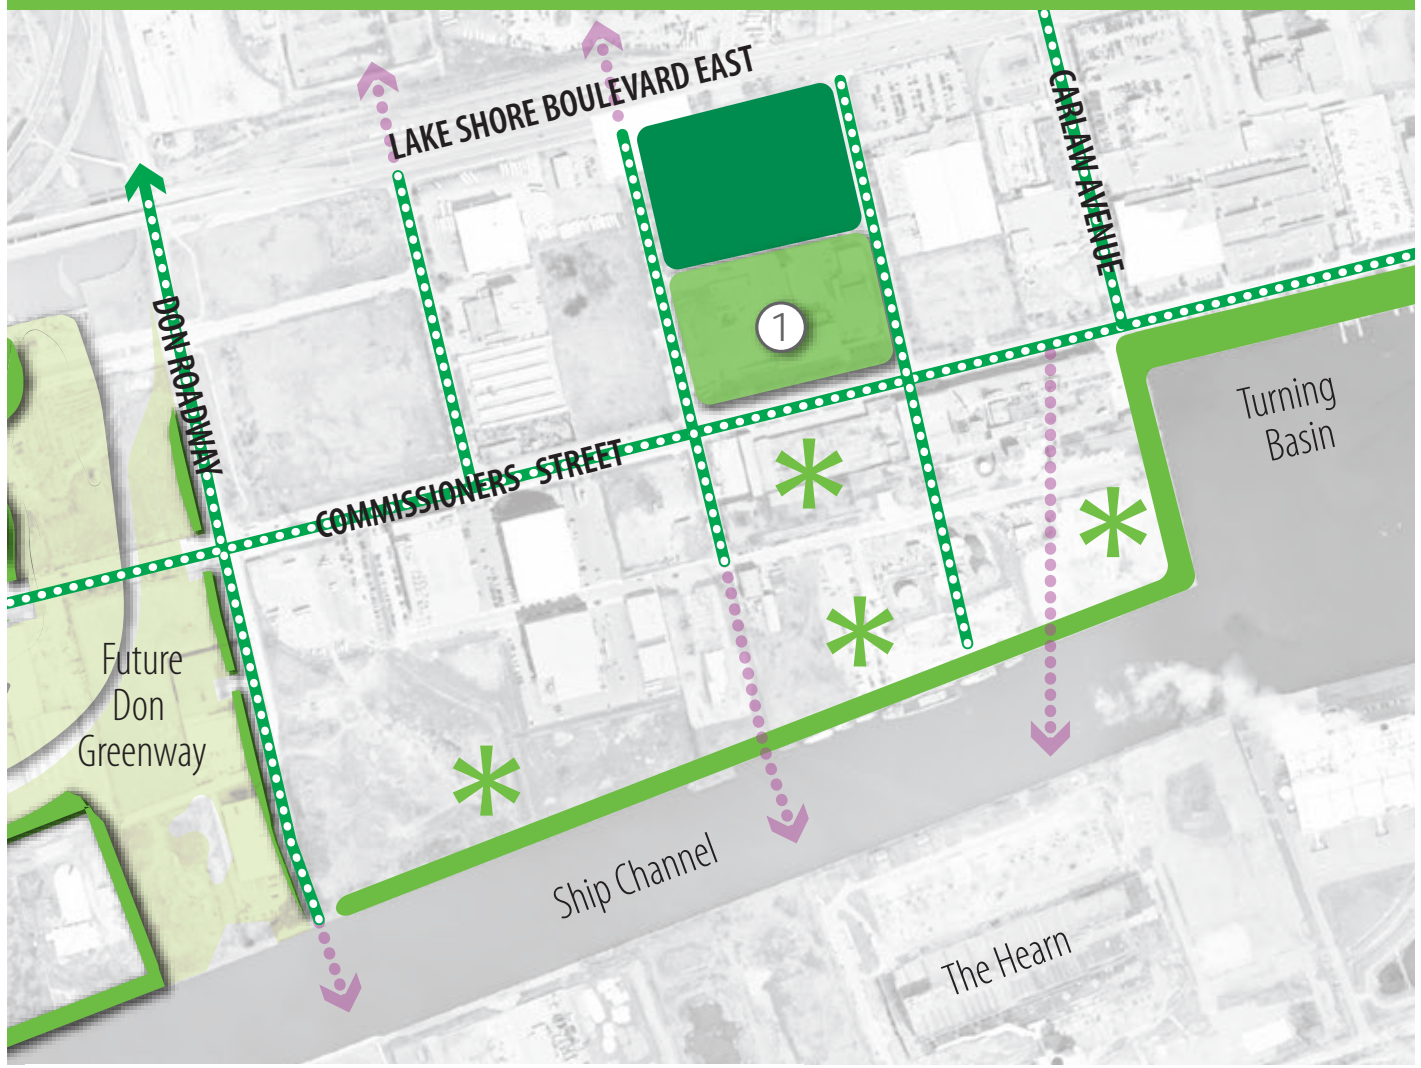 LAKE SHORE BOULEVARD EAST
CARLAW AVENUE
DON ROADWAY
1
Turning
Basin
COMMISSIONERS STREET
Future
Don
Greenway
Ship Channel
The Hearn